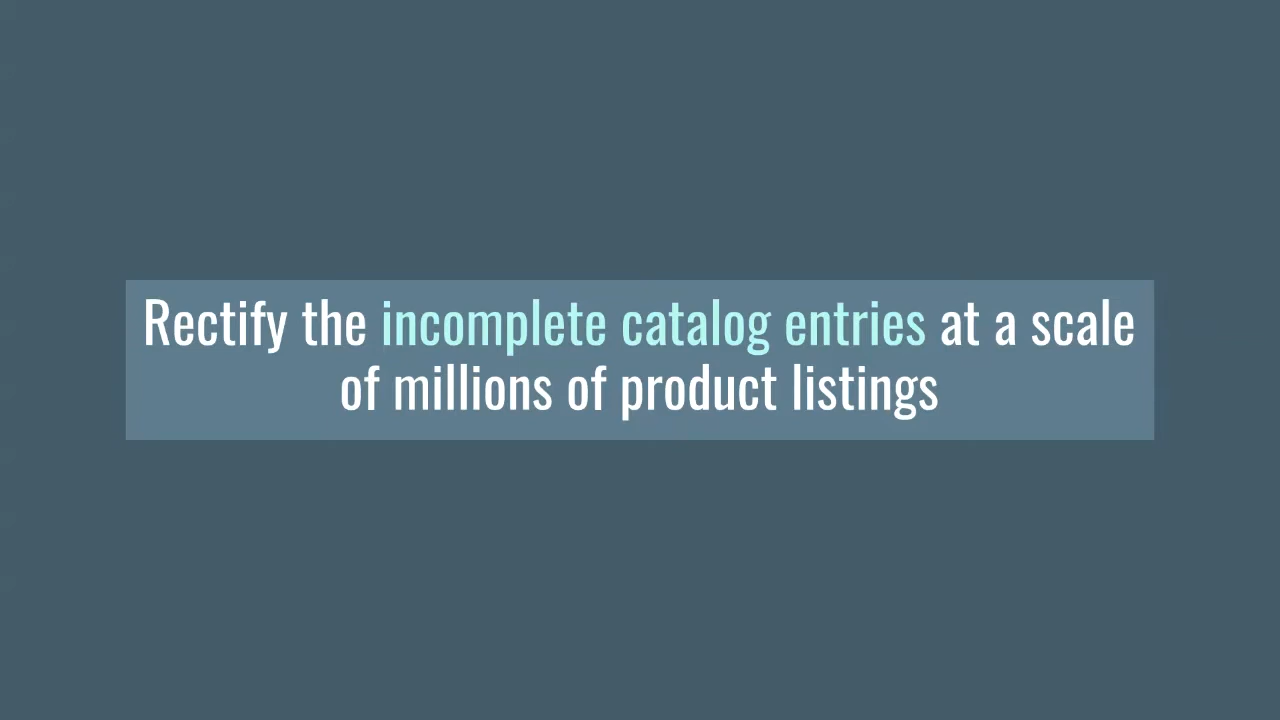 Rectify the incomplete catalog entries at a scale
of millions of product listings